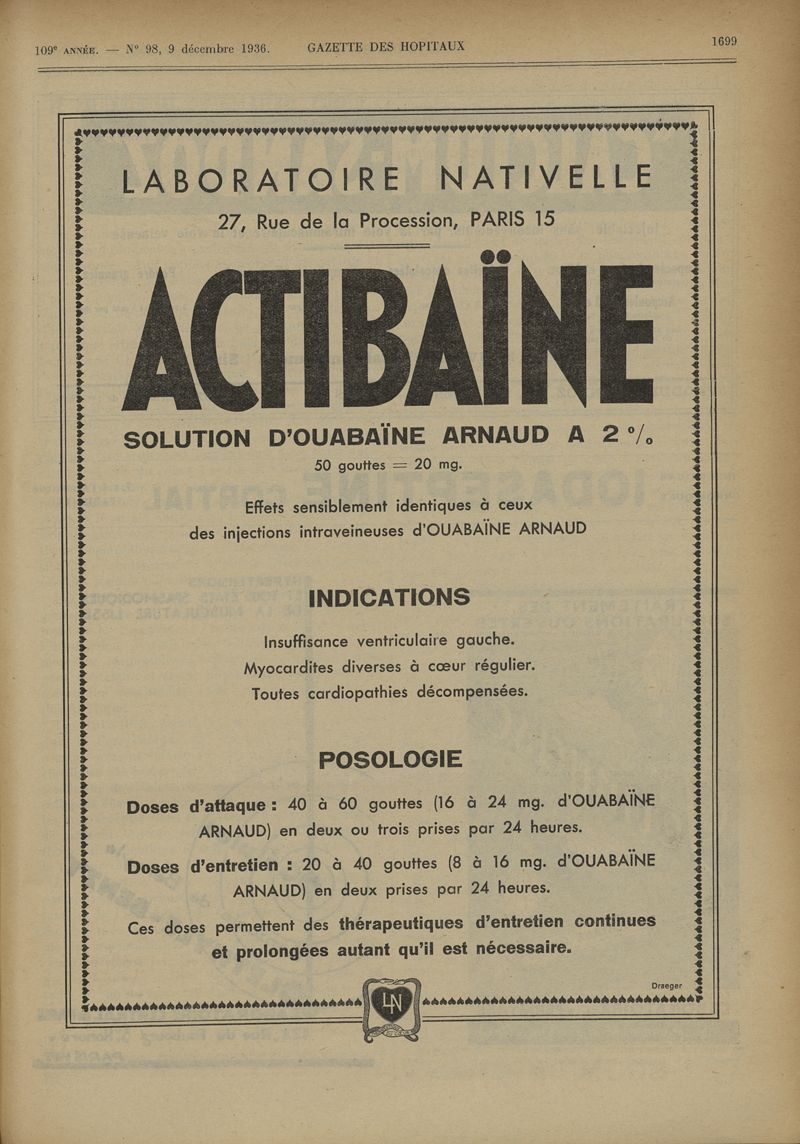 109e ANNÉE. — N° 98, 9 décembre 1936. GAZETTE DES HOPITAUX 1699
LABORATOIRE NATIVELLE
27, Rue de la Procession, PARIS 15
ACTIBAÏNE
SOLUTION D'OUABAÏNE ARNAUD A 2 %
50 gouttes = 20 mg.
Effets sensiblement identiques à ceux
des injections intraveineuses d'OUABAÏNE ARNAUD
INDICATIONS
Insuffisance ventriculaire gauche.
Myocardites diverses à cœur régulier.
Toutes cardiopathies décompensées.
POSOLOGIE
Doses d'attaque : 40 à 60 gouttes (16 à 24 mg. d'OUABAÏNE
ARNAUD) en deux ou trois prises par 24 heures.
Doses d'entretien : 20 à 40 gouttes (8 à 16 mg. d'OUABAÏNE
ARNAUD) en deux prises par 24 heures.
Ces doses permettent des thérapeutiques d'entretien continues
et prolongées autant qu'il est nécessaire.
Draeger
LN